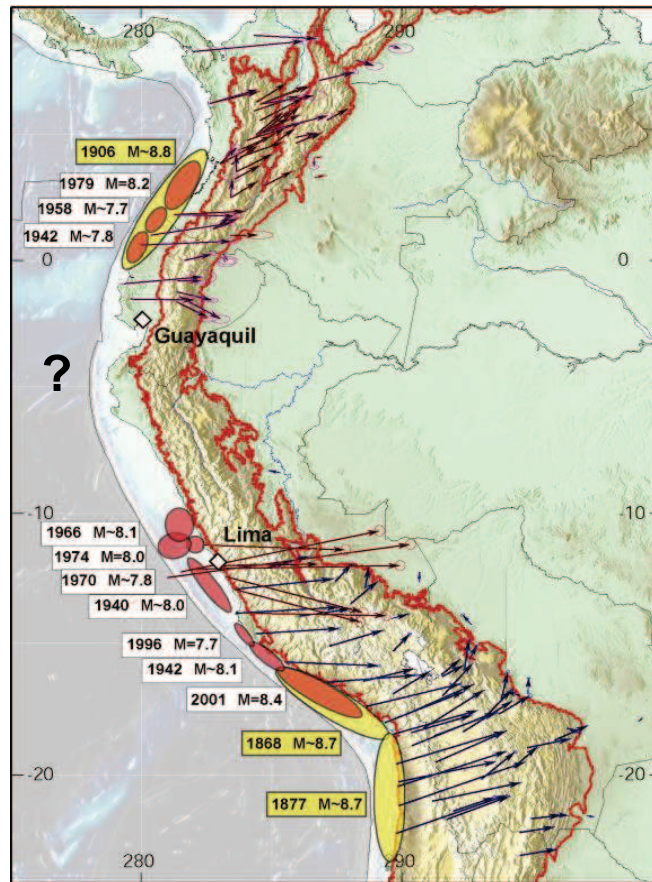 280
290
1906 M~8.8
1979 M=8.2
1958 M~7.7
1942 M~7.8
0
0
Guayaquil
?
-10
-10
1966 M~8.1
Lima
1974 M=8.0
1970 M~7.8
1940 M~8.0
1996 M=7.7
1942 M~8.1
2001 M=8.4
1868 M~8.7
-20
-20
1877 M~8.7
280
290